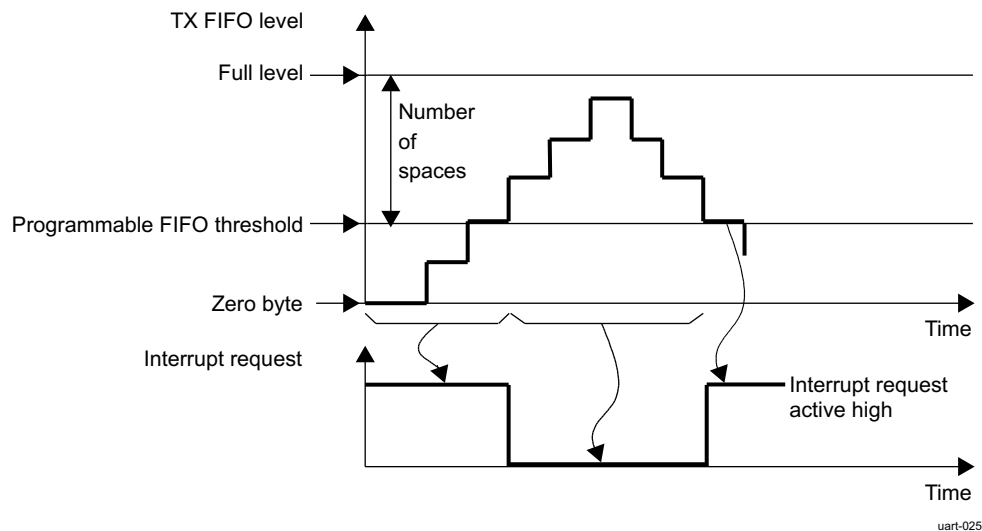 TX FIFO level
Full level
Number
of
spaces
Programmable FIFO threshold
Zero byte
Time
Interrupt request
Interrupt request
active high
Time
uart-025